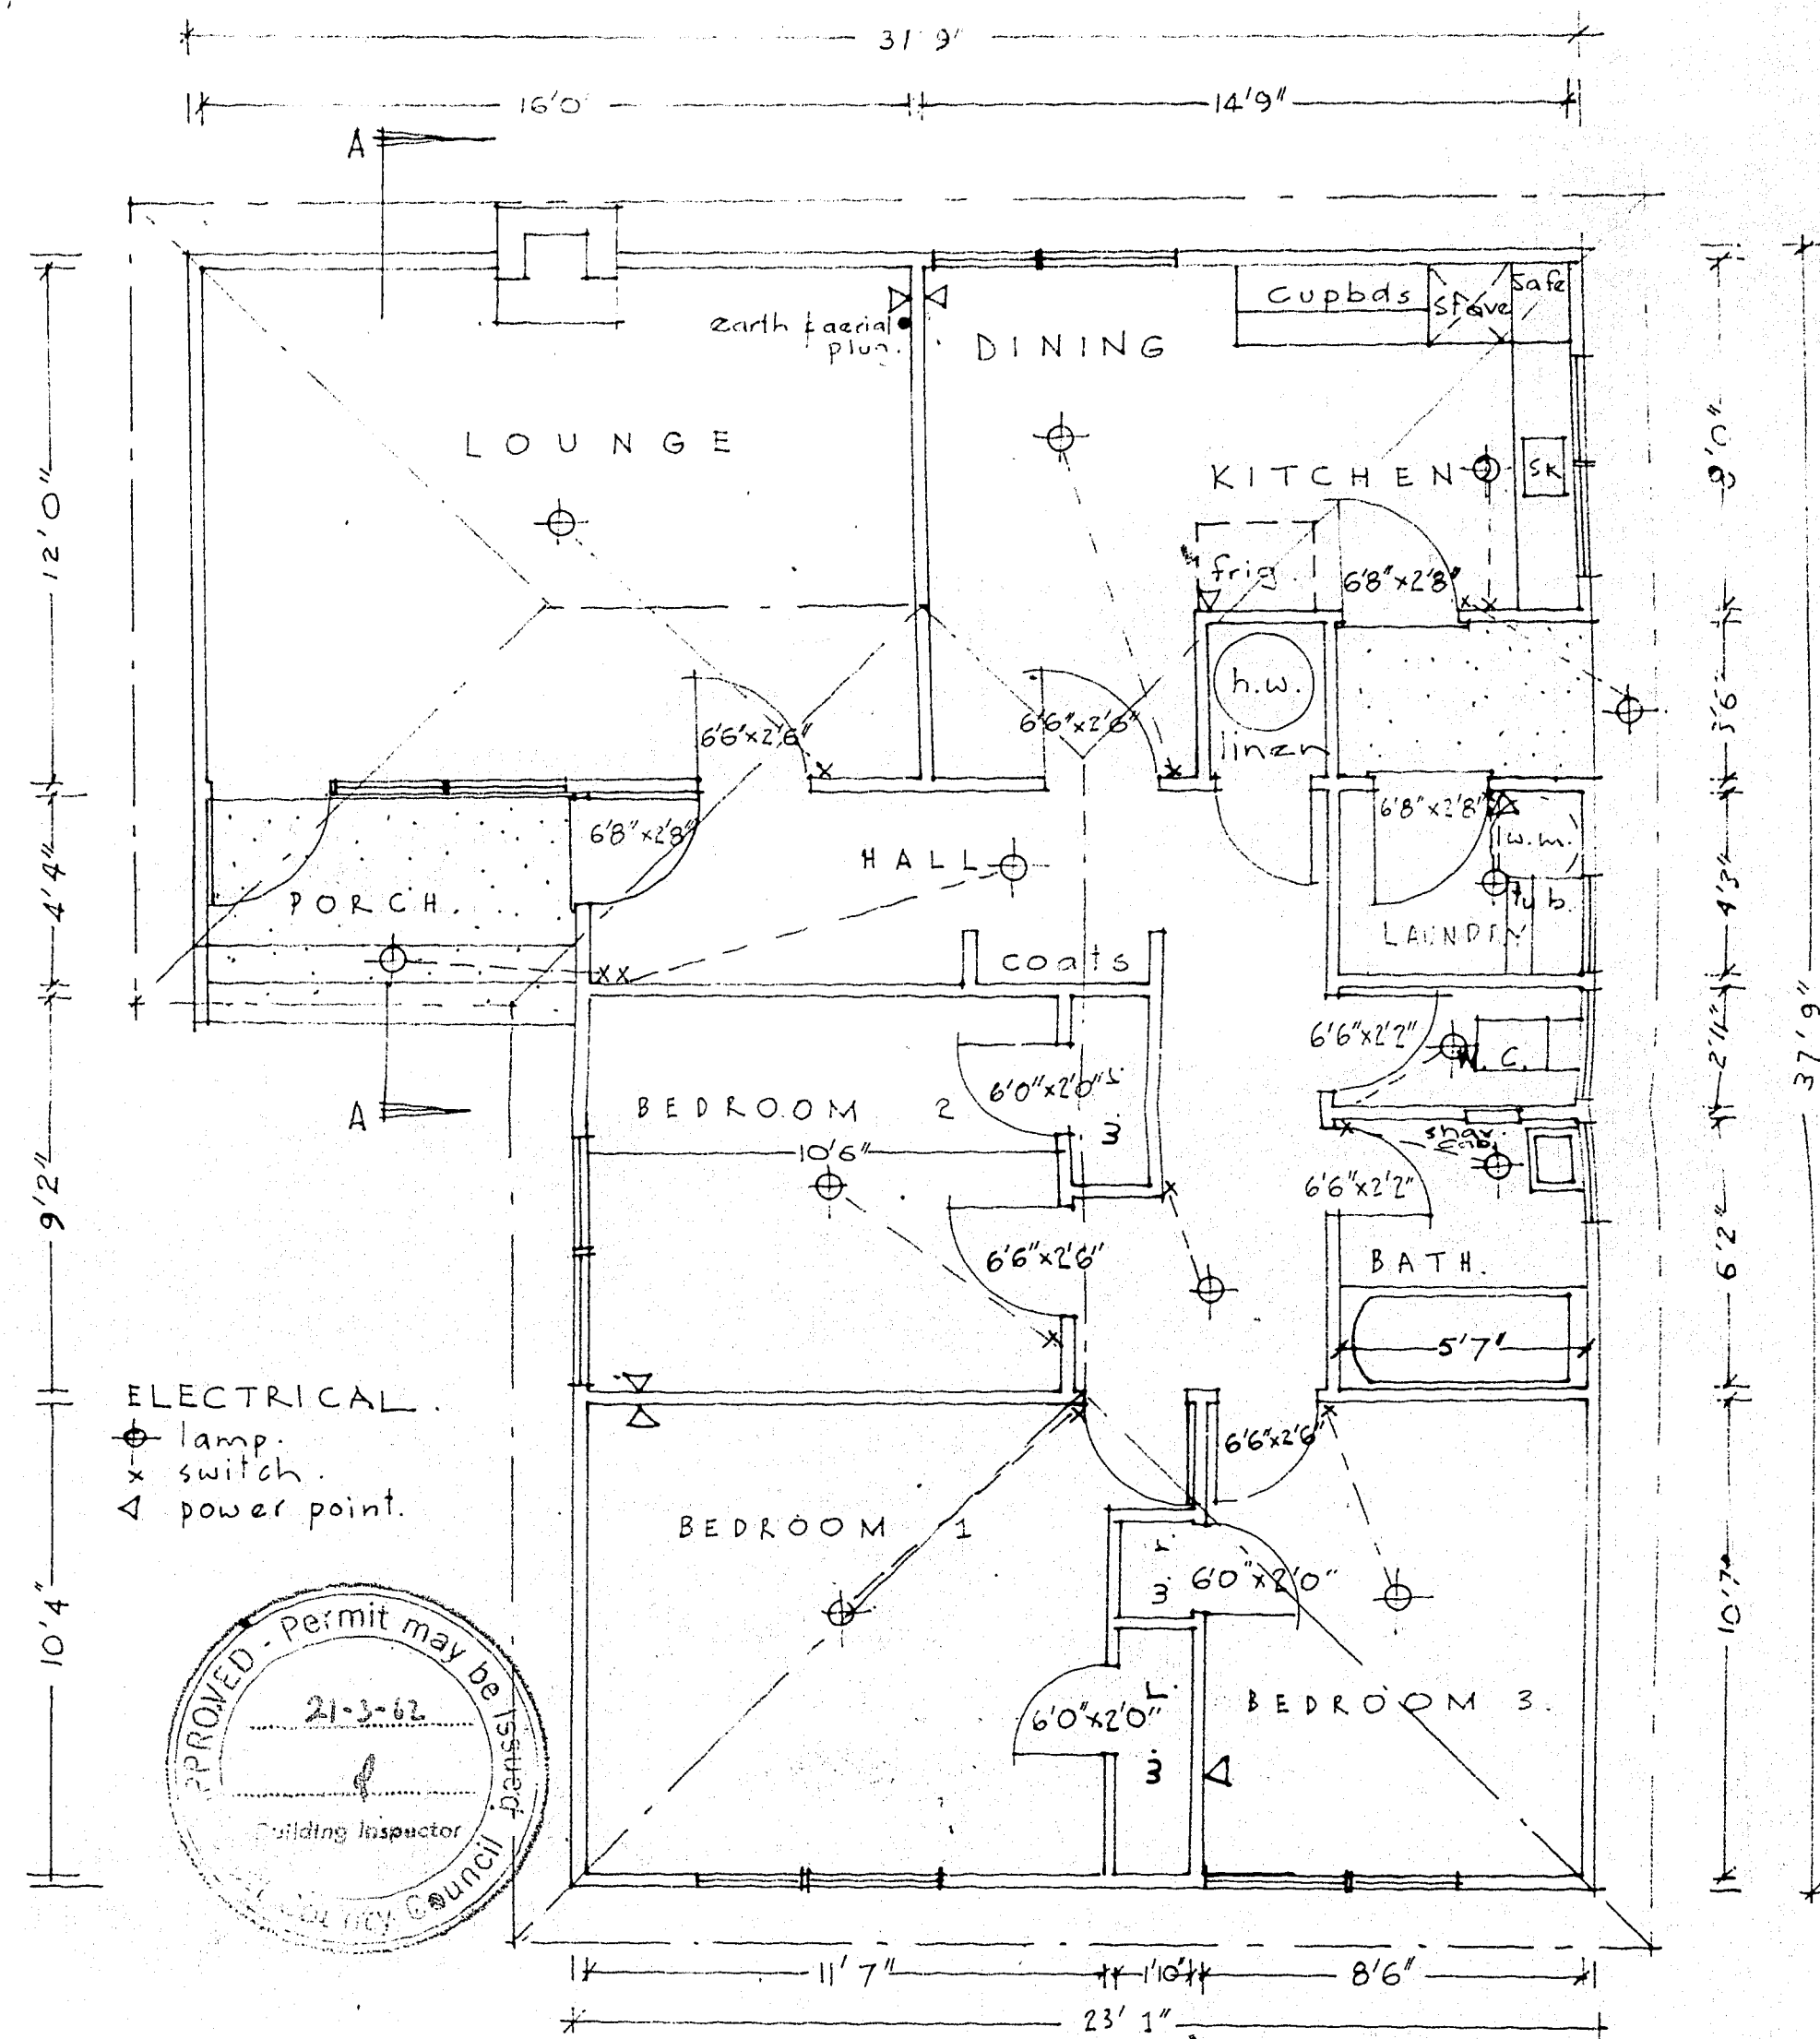 31'9"
16'0
14'9"
A
Cupbds
Stove
Safe
earth & aerial
DINING
LOUNGE
KITCHEN
SK
12'0"
9'0"
frig.
6'8"x2'8"
h.w.
linen
3'6"
6'6"x2'6"
6'6"x2'6"
6'8"x2'8"
6'8"x2'8"
w.m.
HALL
tub.
4'4"
PORCH.
4'3"
LAUNDRY
coats
6'6"x2'2"
W.C.
2'11"
37'9"
6'0"x2'0"
r.
w
A
BEDROOM 2
10'6"
shav.
cab.
6'6"x2'2"
9'2"
6'2"
6'6"x2'6"
BATH.
5'7"
ELECTRICAL.
lamp.
x switch.
power point.
6'6"x2'6"
BEDROOM 1
r.
w
6'0"x2'0"
10'4"
10'7"
BEDROOM 3.
6'0"x2'0"
r.
w
APPROVED - Permit may be Issued
21-3-62
Building Inspector
Council
11'7"
1'10"
8'6"
23'1"